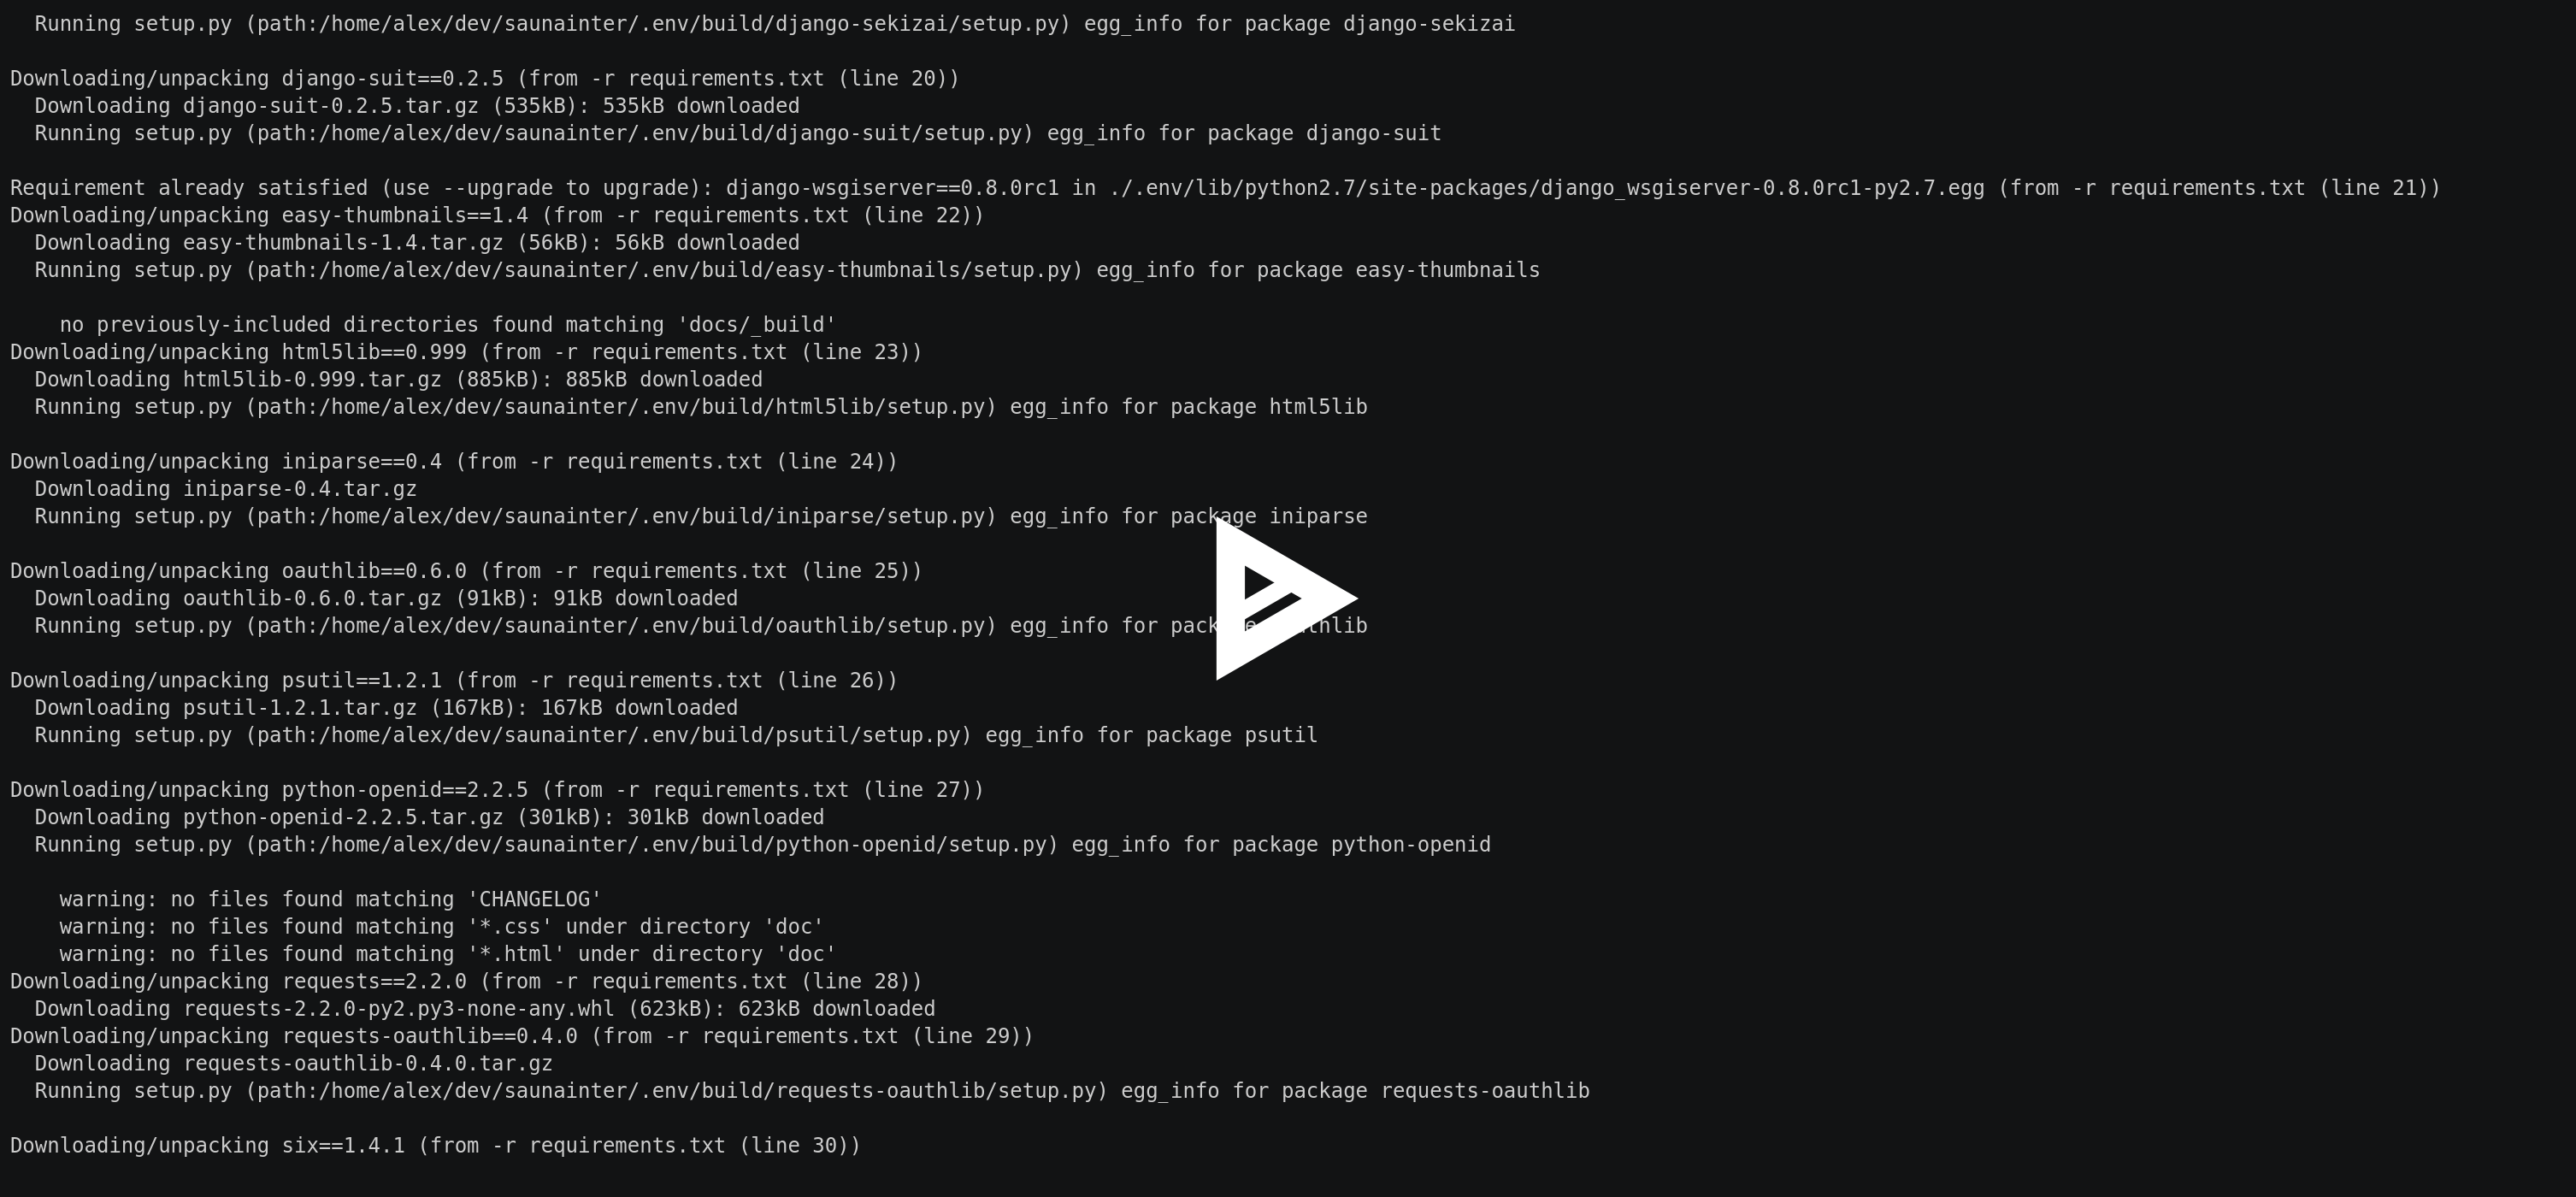 Running setup.py (path:/home/alex/dev/saunainter/.env/build/django-sekizai/setup.py) egg_info for package django-sekizai
Downloading/unpacking django-suit==0.2.5 (from -r requirements.txt (line 20))
Downloading django-suit-0.2.5.tar.gz (535kB): 535kB downloaded
Running setup.py (path:/home/alex/dev/saunainter/.env/build/django-suit/setup.py) egg_info for package django-suit
Requirement already satisfied (use --upgrade to upgrade): django-wsgiserver==0.8.0rc1 in ./.env/lib/python2.7/site-packages/django_wsgiserver-0.8.0rc1-py2.7.egg (from -r requirements.txt (line 21))
Downloading/unpacking easy-thumbnails==1.4 (from -r requirements.txt (line 22))
Downloading easy-thumbnails-1.4.tar.gz (56kB): 56kB downloaded
Running setup.py (path:/home/alex/dev/saunainter/.env/build/easy-thumbnails/setup.py) egg_info for package easy-thumbnails
no previously-included directories found matching 'docs/_build'
Downloading/unpacking html5lib==0.999 (from -r requirements.txt (line 23))
Downloading html5lib-0.999.tar.gz (885kB): 885kB downloaded
Running setup.py (path:/home/alex/dev/saunainter/.env/build/html5lib/setup.py) egg_info for package html5lib
Downloading/unpacking iniparse==0.4 (from -r requirements.txt (line 24))
Downloading iniparse-0.4.tar.gz
Running setup.py (path:/home/alex/dev/saunainter/.env/build/iniparse/setup.py) egg_info for package iniparse
Downloading/unpacking oauthlib==0.6.0 (from -r requirements.txt (line 25))
Downloading oauthlib-0.6.0.tar.gz (91kB): 91kB downloaded
Running setup.py (path:/home/alex/dev/saunainter/.env/build/oauthlib/setup.py) egg_info for
Downloading/unpacking psutil==1.2.1 (from -r requirements.txt (line 26))
Downloading psutil-1.2.1.tar.gz (167kB): 167kB downloaded
Running setup.py (path:/home/alex/dev/saunainter/.env/build/psutil/setup.py) egg_info for package psutil
Downloading/unpacking python-openid==2.2.5 (from -r requirements.txt (line 27))
Downloading python-openid-2.2.5.tar.gz (301kB): 301kB downloaded
Running setup.py (path:/home/alex/dev/saunainter/.env/build/python-openid/setup.py) egg_info for package python-openid
warning: no files found matching 'CHANGELOG'
warning: no files found matching '*.css' under directory 'doc'
warning: no files found matching '*.html' under directory 'doc'
Downloading/unpacking requests==2.2.0 (from -r requirements.txt (line 28))
Downloading requests-2.2.0-py2.py3-none-any.whl (623kB): 623kB downloaded
Downloading/unpacking requests-oauthlib==0.4.0 (from -r requirements.txt (line 29))
Downloading requests-oauthlib-0.4.0.tar.gz
Running setup.py (path:/home/alex/dev/saunainter/.env/build/requests-oauthlib/setup.py) egg_info for package requests-oauthlib
Downloading/unpacking six==1.4.1 (from -r requirements.txt (line 30))